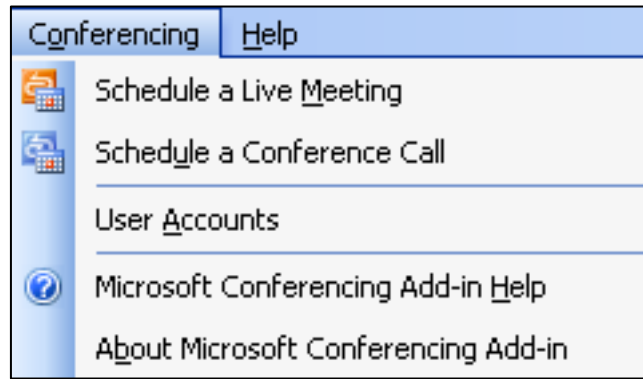 Conferencing Help
Schedule a Live Meeting
Schedule a Conference Call
User Accounts
Microsoft Conferencing Add-in Help
About Microsoft Conferencing Add-in